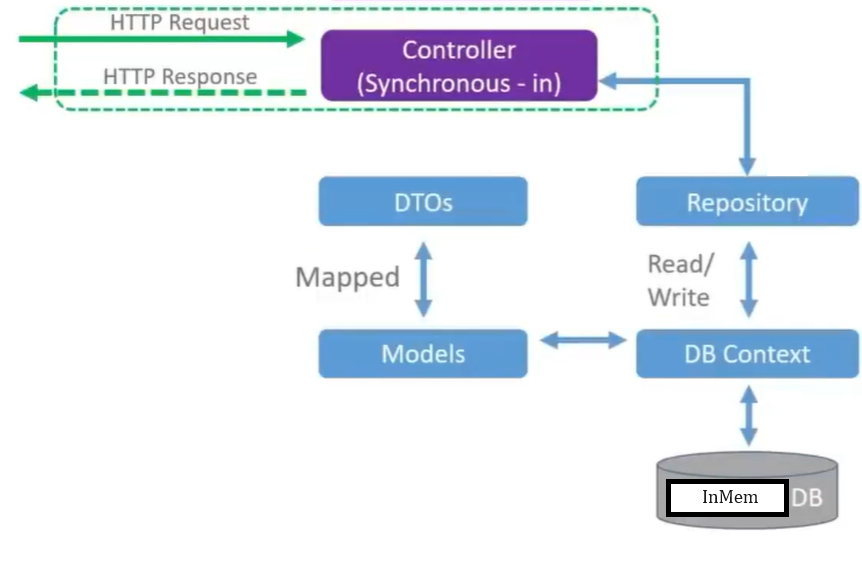 HTTP Request
HTTP Response
Controller
(Synchronous - in)
DTOs
Repository
Mapped
Read/
Write
Models
DB Context
InMem DB